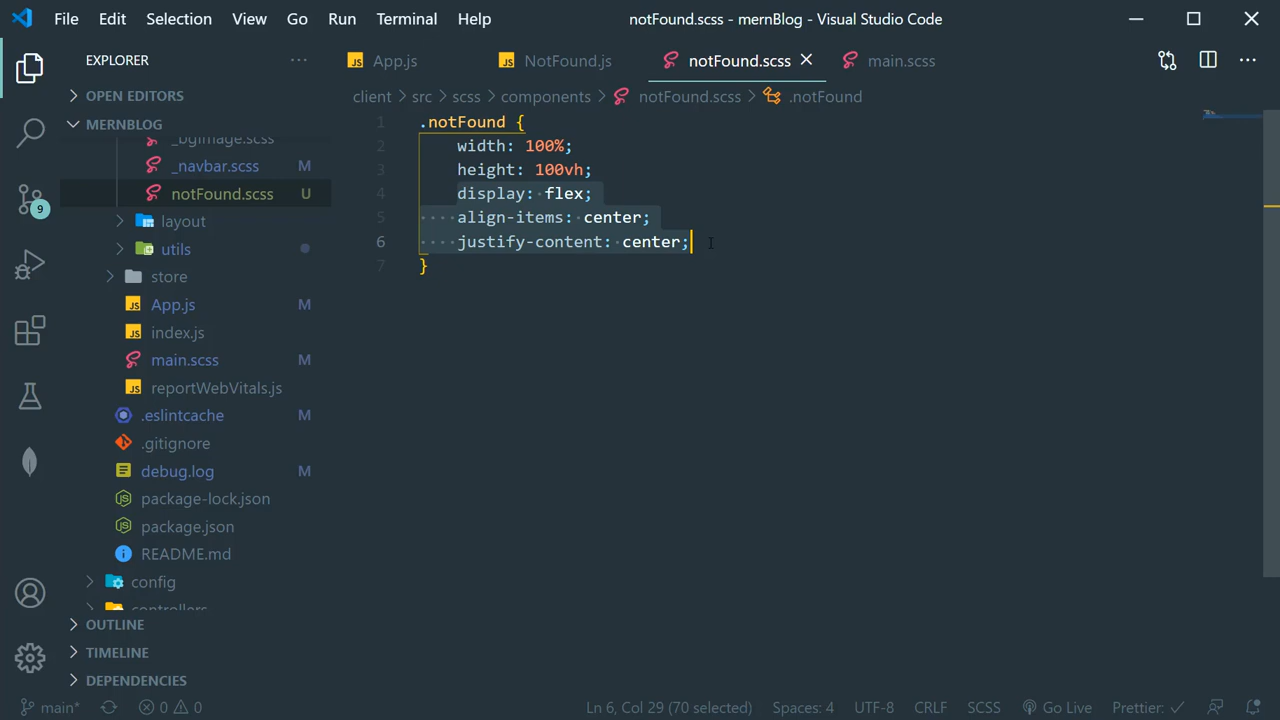 File Edit Selection View Go Run Terminal Help notFound.scss - mernBlog - Visual Studio Code
EXPLORER
App.js
NotFound.js
notFound.scss
main.scss
OPEN EDITORS
client > src > scss > components > notFound.scss > .notFound
MERNBLOG
_bgImage.scss
_navbar.scss M
notFound.scss U
layout
utils
store
App.js M
index.js
main.scss M
reportWebVitals.js
.eslintcache M
.gitignore
debug.log M
package-lock.json
package.json
README.md
config
controllers
OUTLINE
TIMELINE
DEPENDENCIES
9
1 .notFound {
2 width: 100%;
3 height: 100vh;
4 display: flex;
5 align-items: center;
6 justify-content: center;
7 }
main* 0 0 Ln 6, Col 29 (70 selected) Spaces: 4 UTF-8 CRLF SCSS Go Live Prettier: ✓